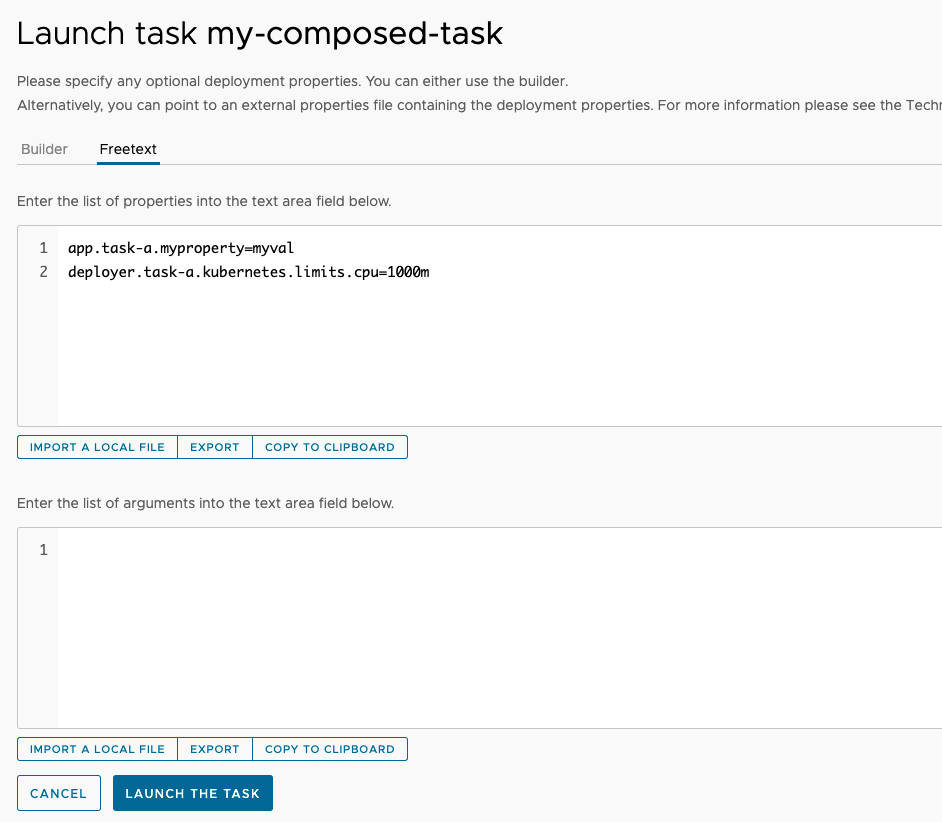 Launch task my-composed-task
Please specify any optional deployment properties. You can either use the builder.
Alternatively, you can point to an external properties file containing the deployment properties. For more information please see the
Builder Freetext
Enter the list of properties into the text area field below.
1 app.task-a.myproperty=myval
2 deployer.task-a.kubernetes.limits.cpu=1000m
IMPORT A LOCAL FILE EXPORT COPY TO CLIPBOARD
Enter the list of arguments into the text area field below.
1
IMPORT A LOCAL FILE EXPORT COPY TO CLIPBOARD
CANCEL LAUNCH THE TASK